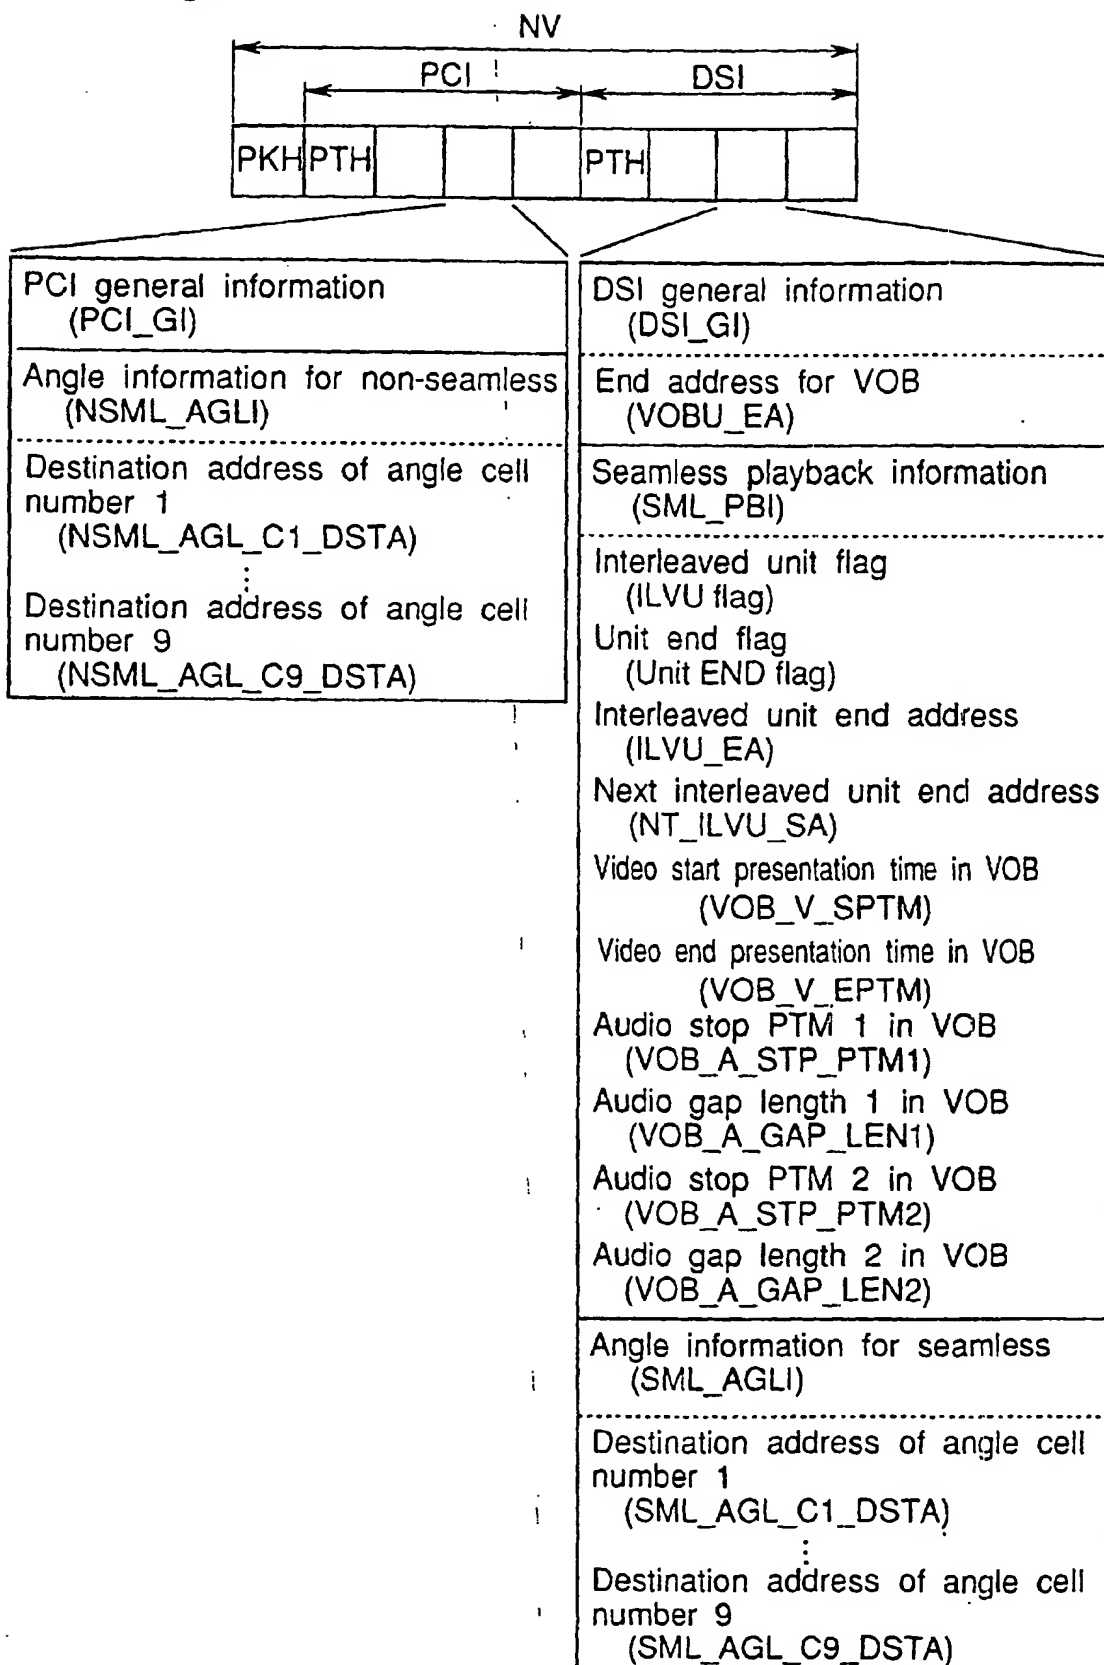 NV
PCI
DSI
PKH PTH PTH
PCI general information
(PCI_GI)
Angle information for non-seamless
(NSML_AGLI)
Destination address of angle cell
number 1
(NSML_AGL_C1_DSTA)
Destination address of angle cell
number 9
(NSML_AGL_C9_DSTA)
DSI general information
(DSI_GI)
End address for VOB
(VOBU_EA)
Seamless playback information
(SML_PBI)
Interleaved unit flag
(ILVU flag)
Unit end flag
(Unit END flag)
Interleaved unit end address
(ILVU_EA)
Next interleaved unit end address
(NT_ILVU_SA)
Video start presentation time in VOB
(VOB_V_SPTM)
Video end presentation time in VOB
(VOB_V_EPTM)
Audio stop PTM 1 in VOB
(VOB_A_STP_PTM1)
Audio gap length 1 in VOB
(VOB_A_GAP_LEN1)
Audio stop PTM 2 in VOB
(VOB_A_STP_PTM2)
Audio gap length 2 in VOB
(VOB_A_GAP_LEN2)
Angle information for seamless
(SML_AGLI)
Destination address of angle cell
number 1
(SML_AGL_C1_DSTA)
Destination address of angle cell
number 9
(SML_AGL_C9_DSTA)